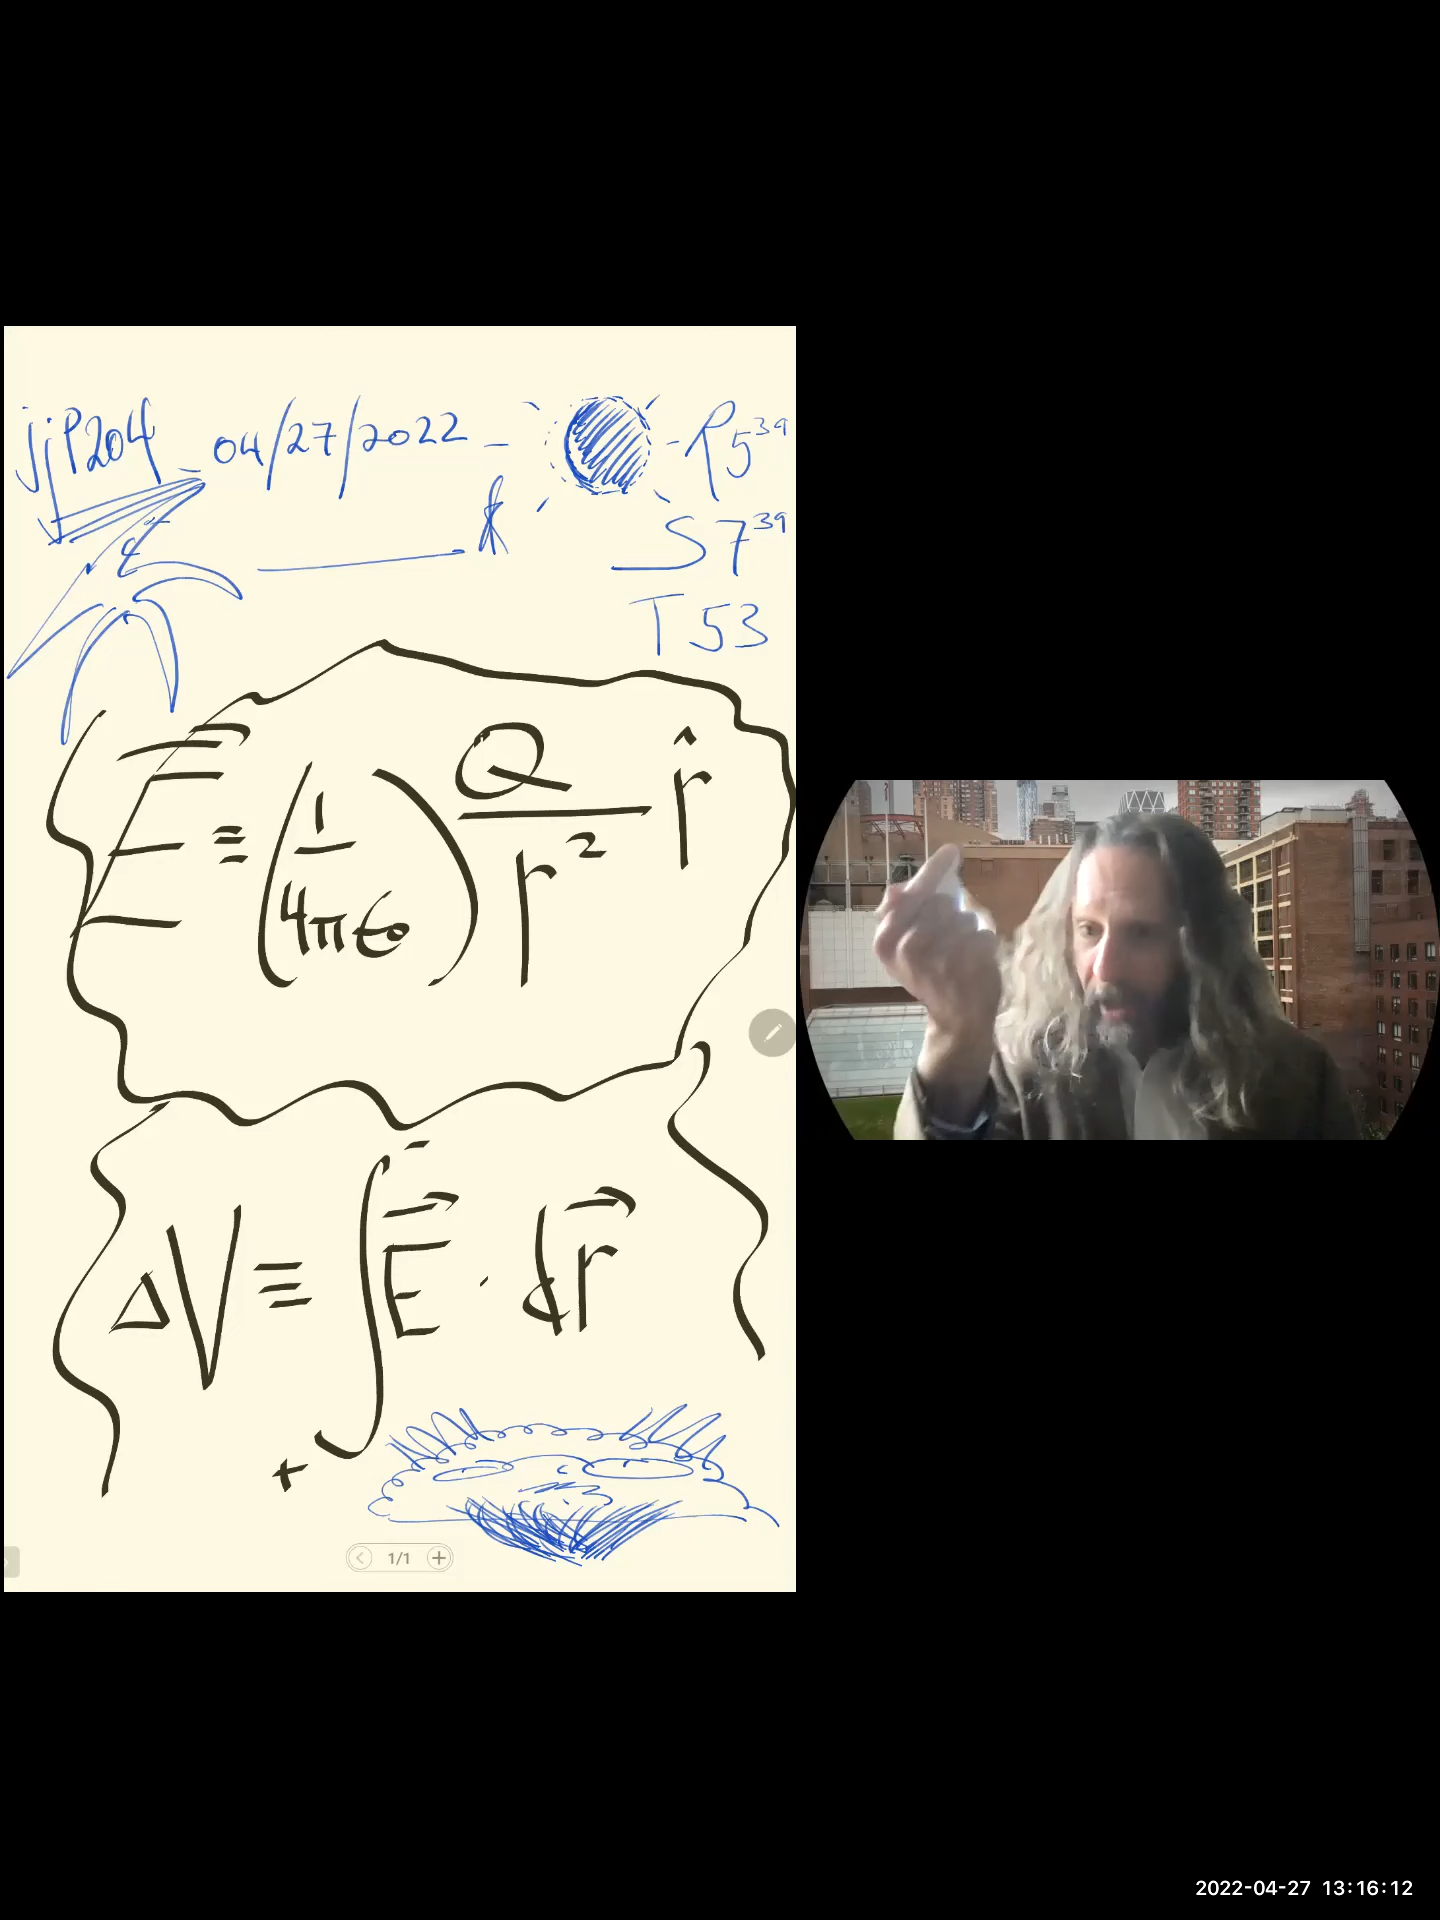 jjP204 - 04/27/2022 - - R5³⁹
S7³⁹
T 53
E⃗ = (1/4πϵ₀) Q/r² r̂
ΔV ≡ ∫₊⁻ E⃗ · dr⃗
1/1
2022-04-27 13:16:12